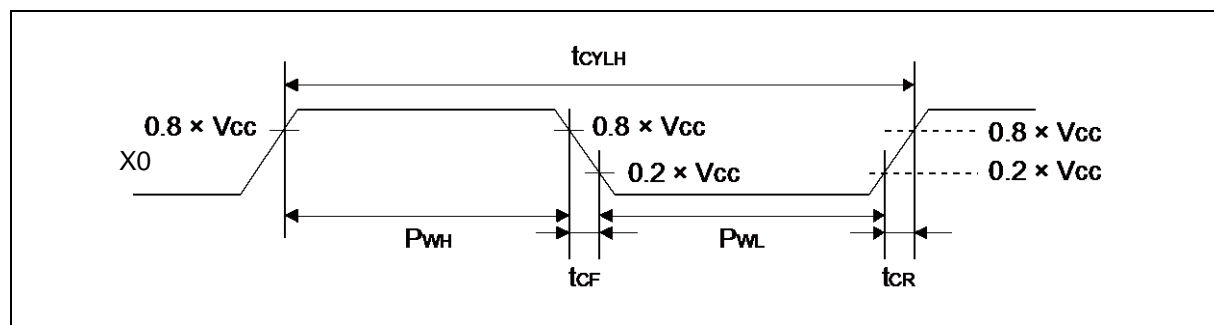 tCYLH
0.8 × Vcc
0.8 × Vcc
0.8 × Vcc
X0
0.2 × Vcc
0.2 × Vcc
PWH
PWL
tCF
tCR